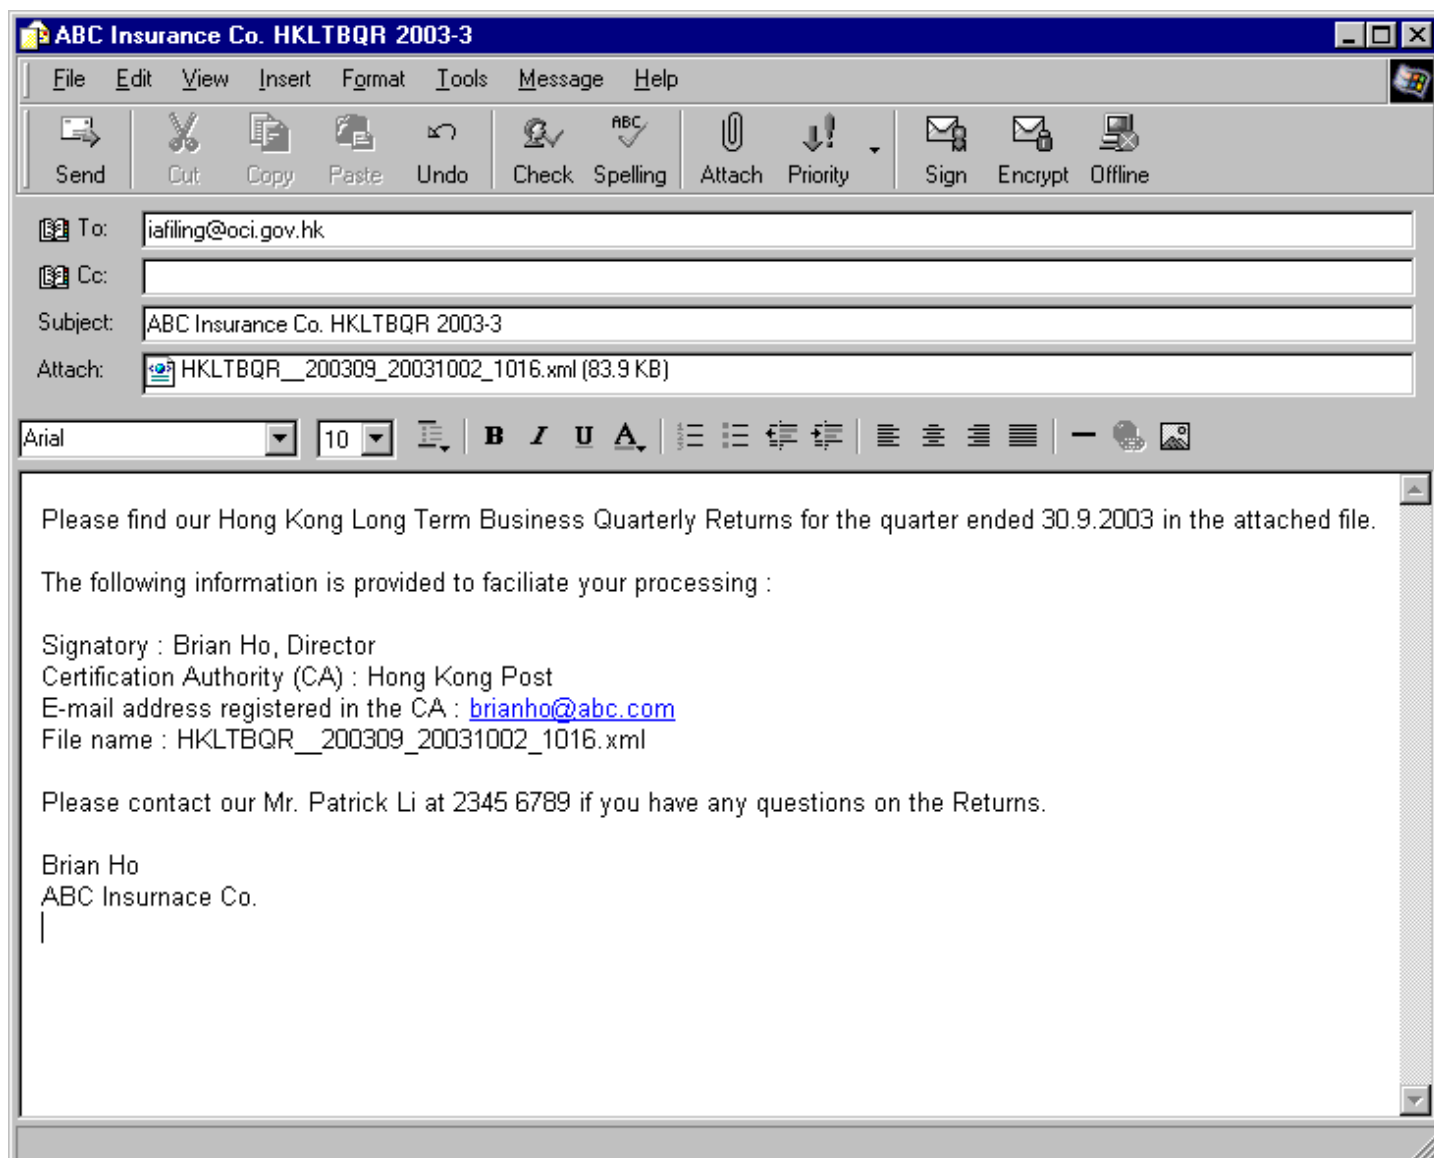 ABC Insurance Co. HKLTBQR 2003-3
File Edit View Insert Format Tools Message Help
ABC
Send Cut Copy Paste Undo Check Spelling Attach Priority Sign Encrypt Offline
To: iafiling@oci.gov.hk
Cc:
Subject: ABC Insurance Co. HKLTBQR 2003-3
Attach: HKLTBQR__200309_20031002_1016.xml (83.9 KB)
Arial 10 B I U A
Please find our Hong Kong Long Term Business Quarterly Returns for the quarter ended 30.9.2003 in the attached file.
The following information is provided to faciliate your processing :
Signatory : Brian Ho, Director
Certification Authority (CA) : Hong Kong Post
E-mail address registered in the CA : brianho@abc.com
File name : HKLTBQR__200309_20031002_1016.xml
Please contact our Mr. Patrick Li at 2345 6789 if you have any questions on the Returns.
Brian Ho
ABC Insurnace Co.